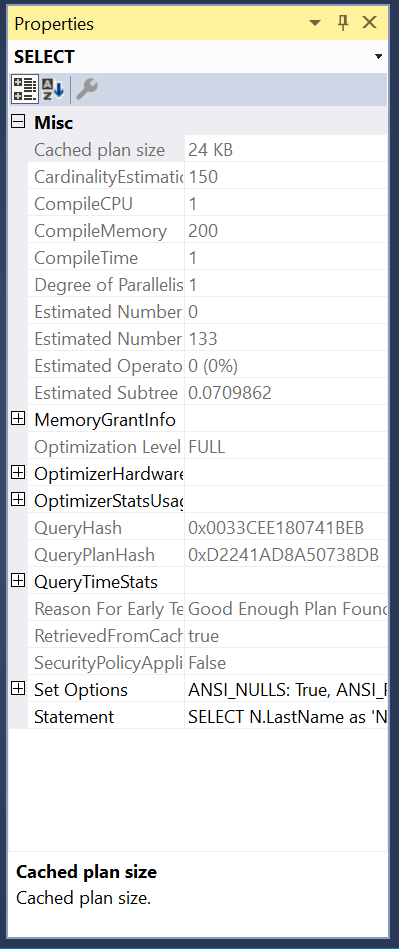 Properties
SELECT
Misc
Cached plan size 24 KB
CardinalityEstimatic 150
CompileCPU 1
CompileMemory 200
CompileTime 1
Degree of Parallelis 1
Estimated Number 0
Estimated Number 133
Estimated Operato 0 (0%)
Estimated Subtree 0.0709862
MemoryGrantInfo
Optimization Level FULL
OptimizerHardware
OptimizerStatsUsag
QueryHash 0x0033CEE180741BEB
QueryPlanHash 0xD2241AD8A50738DB
QueryTimeStats
Reason For Early Te Good Enough Plan Found
RetrievedFromCach true
SecurityPolicyAppli False
Set Options ANSI_NULLS: True, ANSI_P
Statement SELECT N.LastName as 'N
Cached plan size
Cached plan size.